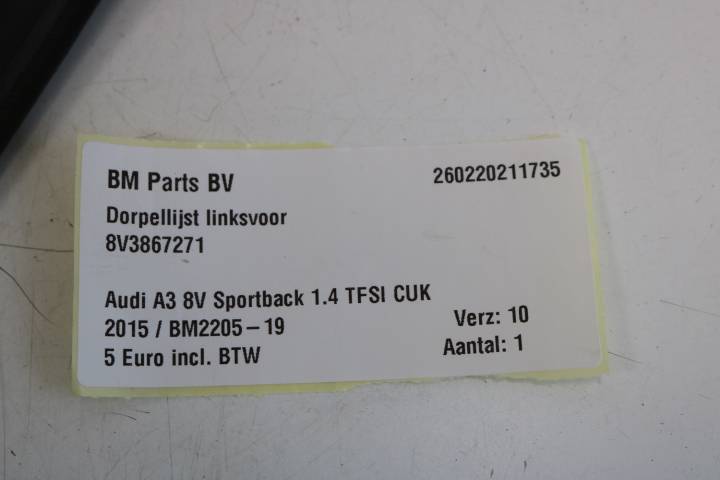 BM Parts BV
260220211735
Dorpellijst linksvoor
8V3867271
Audi A3 8V Sportback 1.4 TFSI CUK
2015 / BM2205-19
Verz: 10
5 Euro incl. BTW
Aantal: 1